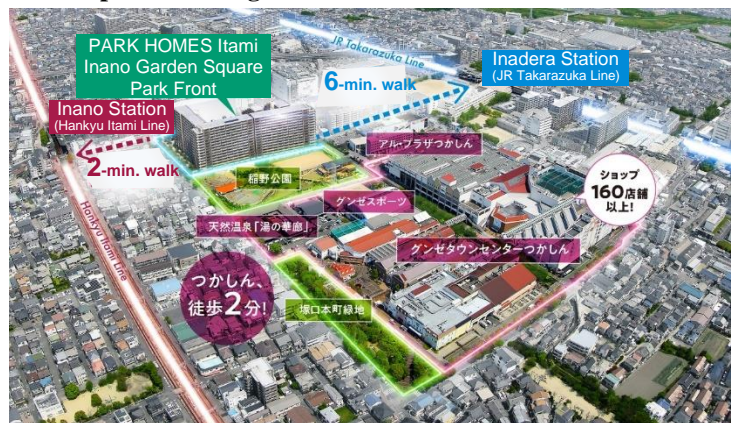 PARK HOMES Itami
Inano Garden Square
Park Front
JR Takarazuka Line
Inadera Station
(JR Takarazuka Line)
6-min. walk
Inano Station
(Hankyu Itami Line)
2-min. walk
アル・プラザつかしん
稲野公園
グンゼスポーツ
ショップ
160店舗
以上!
天然温泉「湯の華廊」
グンゼタウンセンターつかしん
Hankyu Itami Line
つかしん、
徒歩2分!
塚口本町緑地